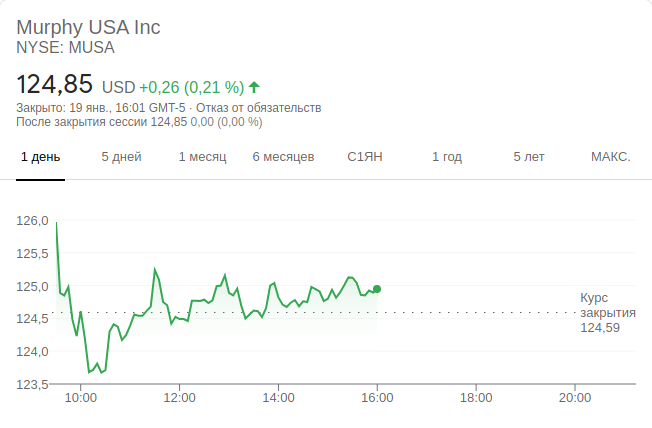 Murphy USA Inc
NYSE: MUSA
124,85 USD +0,26 (0,21 %)
Закрыто: 19 янв., 16:01 GMT-5 · Отказ от обязательств
После закрытия сессии 124,85 0,00 (0,00 %)
1 день 5 дней 1 месяц 6 месяцев С1ЯН 1 год 5 лет МАКС.
126,0
125,5
125,0
124,5
124,0
123,5
Курс
закрытия
124,59
10:00 12:00 14:00 16:00 18:00 20:00